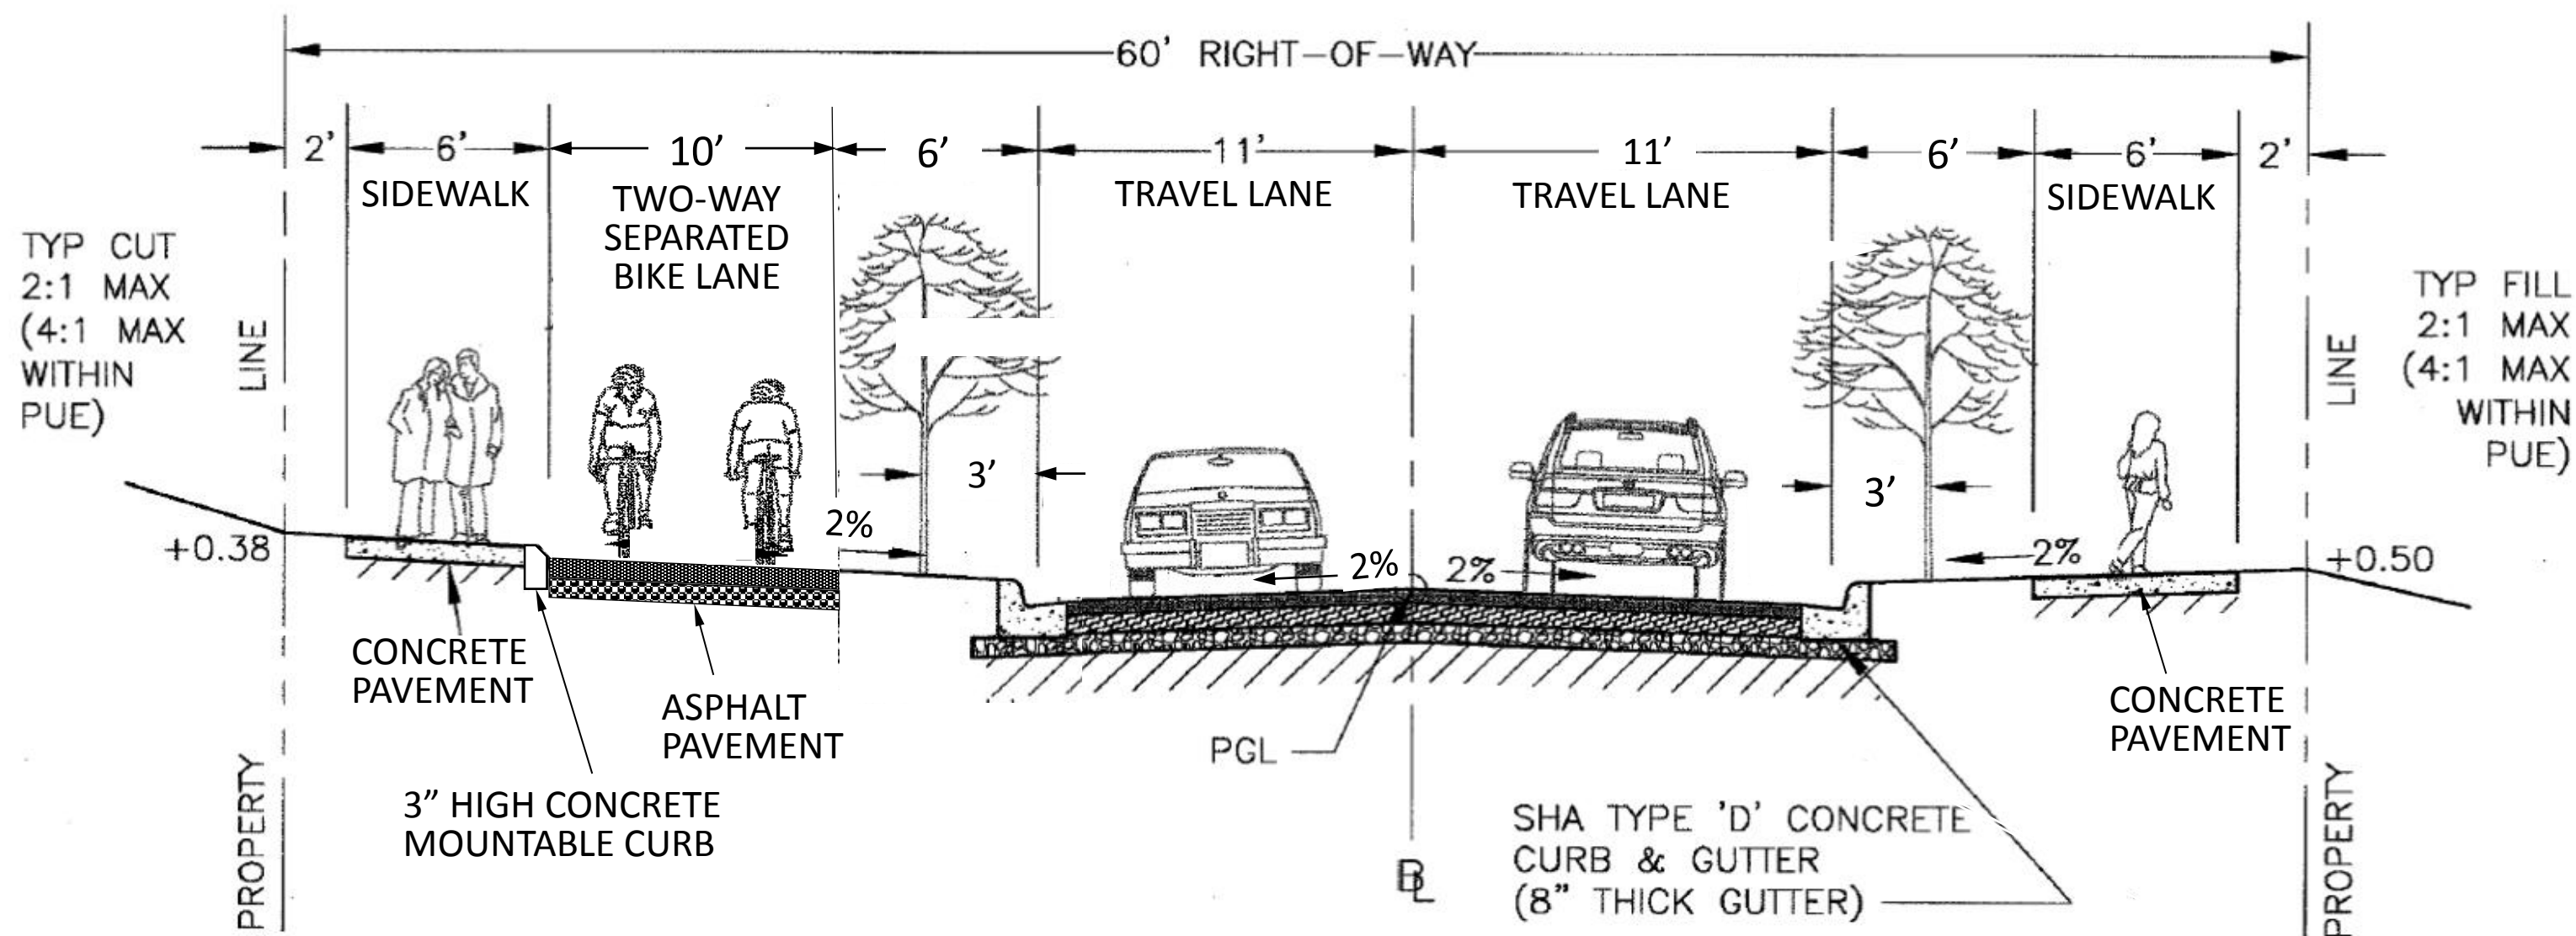 60' RIGHT-OF-WAY
2' 6' 10' 6' 11' 11' 6' 6' 2'
SIDEWALK
TWO-WAY
SEPARATED
BIKE LANE
TRAVEL LANE
TRAVEL LANE
SIDEWALK
TYP CUT
2:1 MAX
(4:1 MAX
WITHIN
PUE)
LINE
TYP FILL
2:1 MAX
(4:1 MAX
WITHIN
PUE)
LINE
3'
3'
+0.38
2%
2%
2%
2%
+0.50
CONCRETE
PAVEMENT
ASPHALT
PAVEMENT
3” HIGH CONCRETE
MOUNTABLE CURB
PGL
CONCRETE
PAVEMENT
SHA TYPE 'D' CONCRETE
CURB & GUTTER
(8” THICK GUTTER)
BL
PROPERTY
PROPERTY